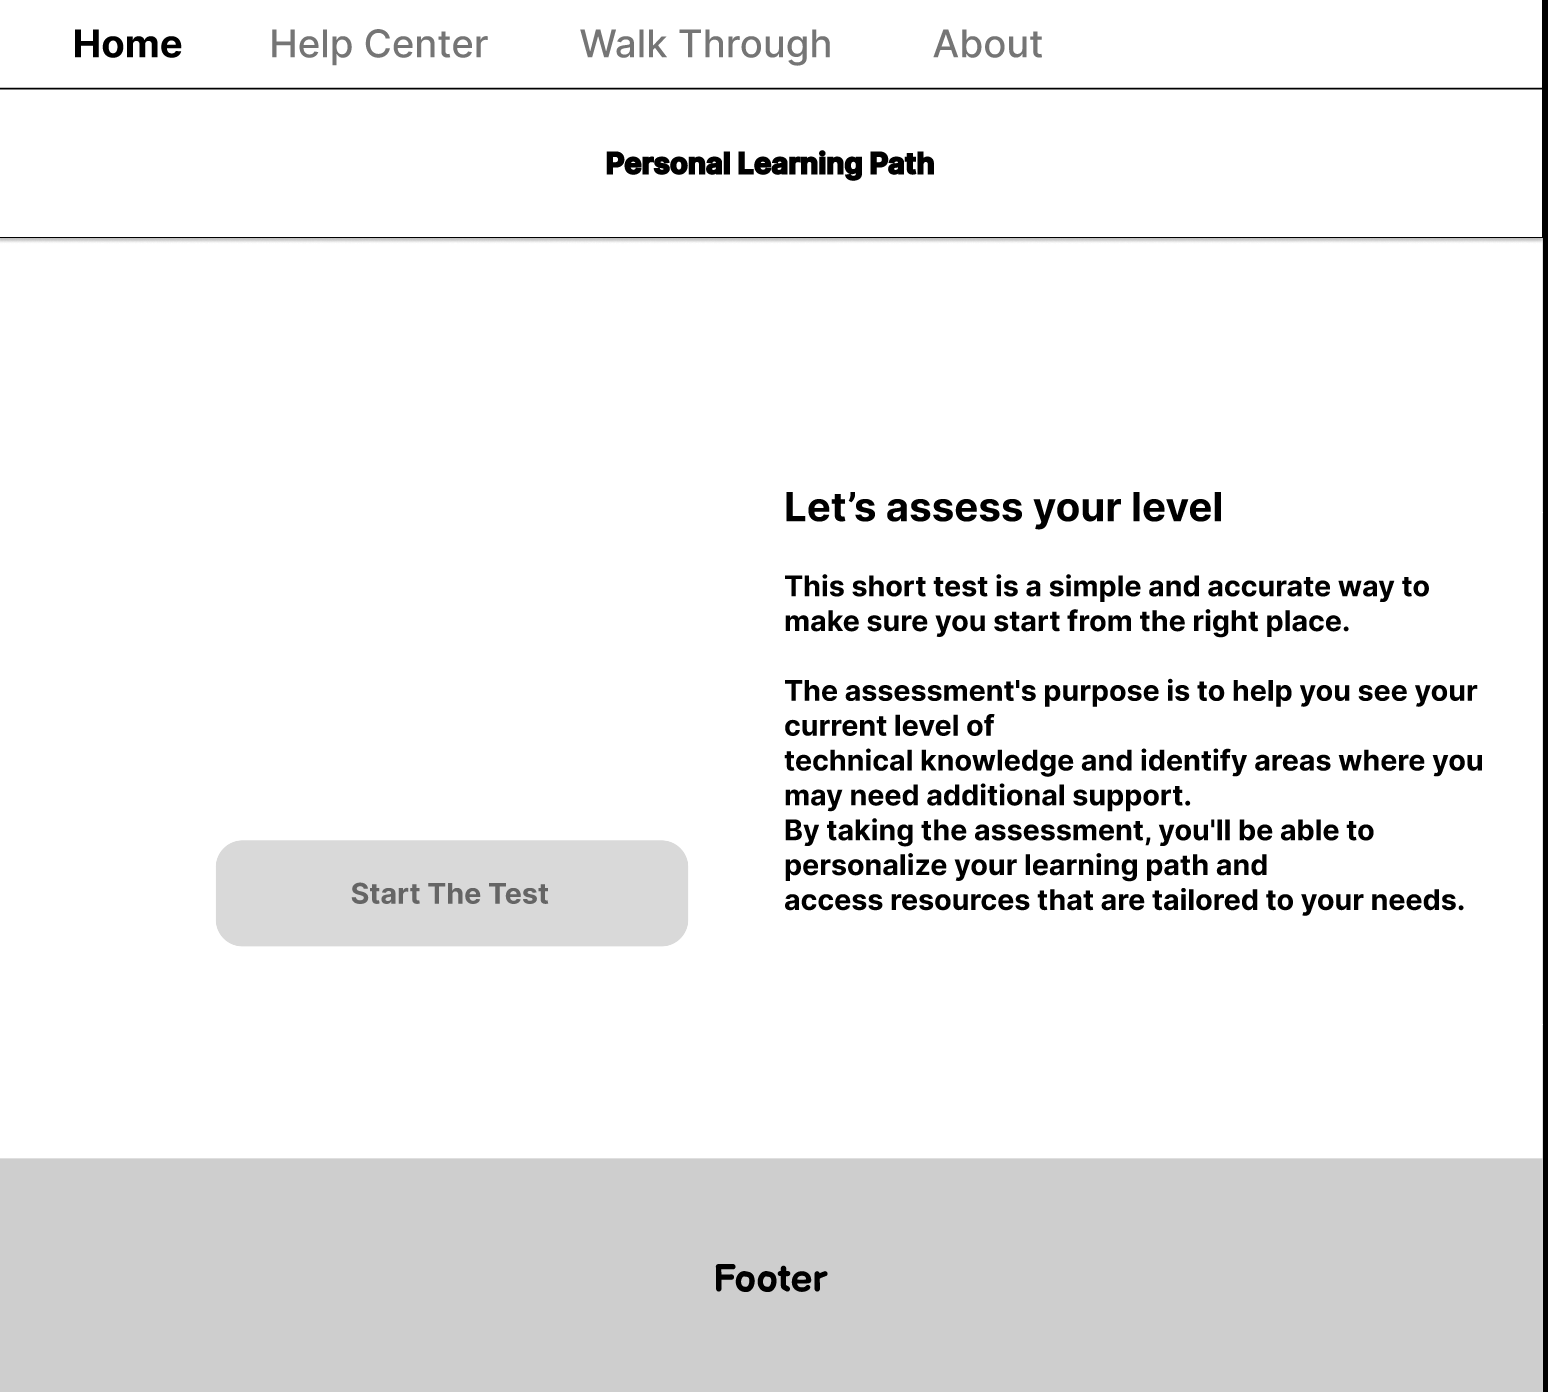 Home Help Center Walk Through About
Personal Learning Path
Let’s assess your level
This short test is a simple and accurate way to
make sure you start from the right place.
The assessment's purpose is to help you see your
current level of
technical knowledge and identify areas where you
may need additional support.
By taking the assessment, you'll be able to
personalize your learning path and
access resources that are tailored to your needs.
Start The Test
Footer